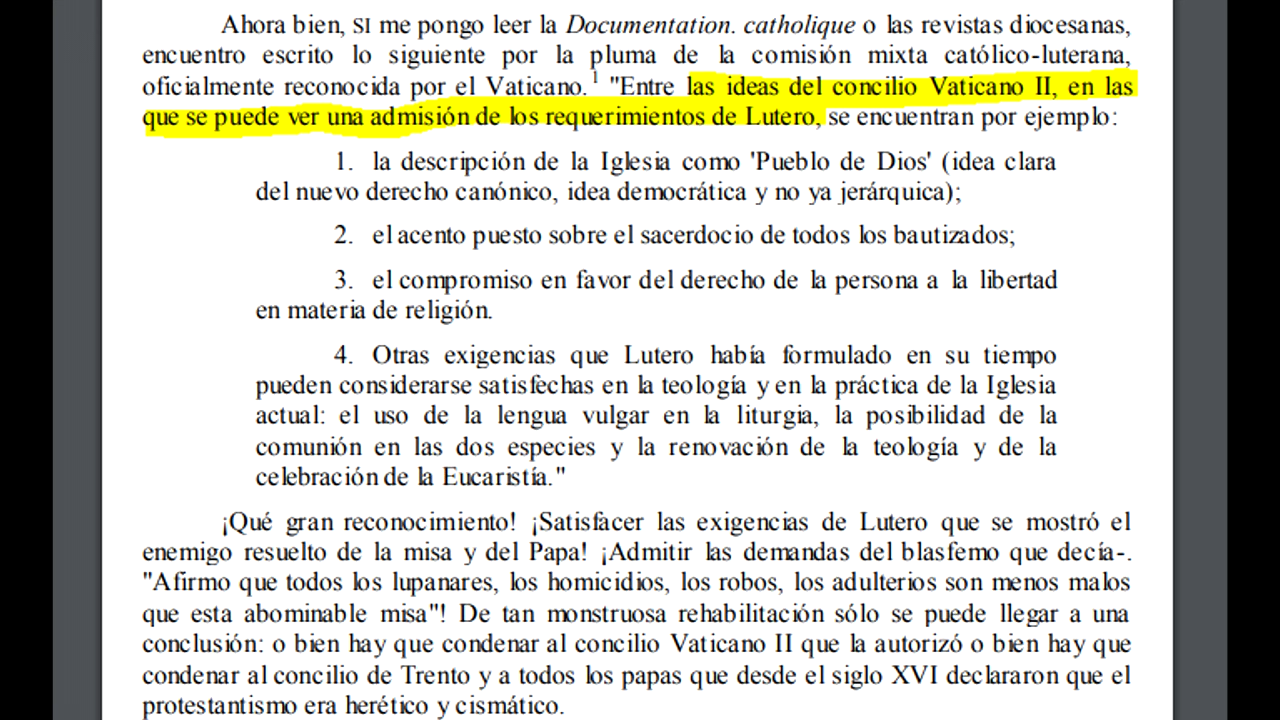 Ahora bien, SI me pongo leer la Documentation. catholique o las revistas diocesanas,
encuentro escrito lo siguiente por la pluma de la comisión mixta católico-luterana,
oficialmente reconocida por el Vaticano.1 "Entre las ideas del concilio Vaticano II, en las
que se puede ver una admisión de los requerimientos de Lutero, se encuentran por ejemplo:
1. la descripción de la Iglesia como 'Pueblo de Dios' (idea clara
del nuevo derecho canónico, idea democrática y no ya jerárquica);
2. el acento puesto sobre el sacerdocio de todos los bautizados;
3. el compromiso en favor del derecho de la persona a la libertad
en materia de religión.
4. Otras exigencias que Lutero había formulado en su tiempo
pueden considerarse satisfechas en la teología y en la práctica de la Iglesia
actual: el uso de la lengua vulgar en la liturgia, la posibilidad de la
comunión en las dos especies y la renovación de la teología y de la
celebración de la Eucaristía."
¡Qué gran reconocimiento! ¡Satisfacer las exigencias de Lutero que se mostró el
enemigo resuelto de la misa y del Papa! ¡Admitir las demandas del blasfemo que decía-.
"Afirmo que todos los lupanares, los homicidios, los robos, los adulterios son menos malos
que esta abominable misa"! De tan monstruosa rehabilitación sólo se puede llegar a una
conclusión: o bien hay que condenar al concilio Vaticano II que la autorizó o bien hay que
condenar al concilio de Trento y a todos los papas que desde el siglo XVI declararon que el
protestantismo era herético y cismático.